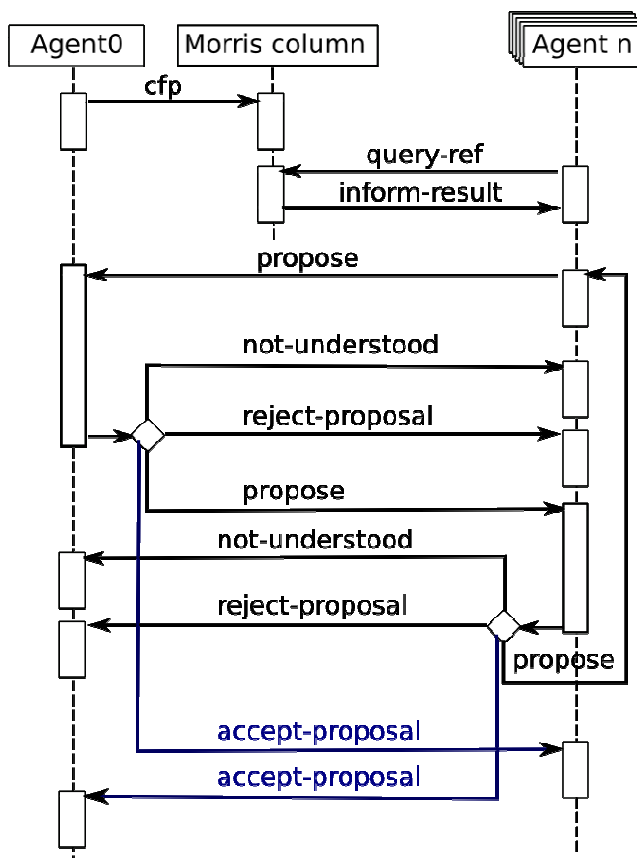 Agent0
Morris column
Agent n
cfp
query-ref
inform-result
propose
not-understood
reject-proposal
propose
not-understood
reject-proposal
propose
accept-proposal
accept-proposal